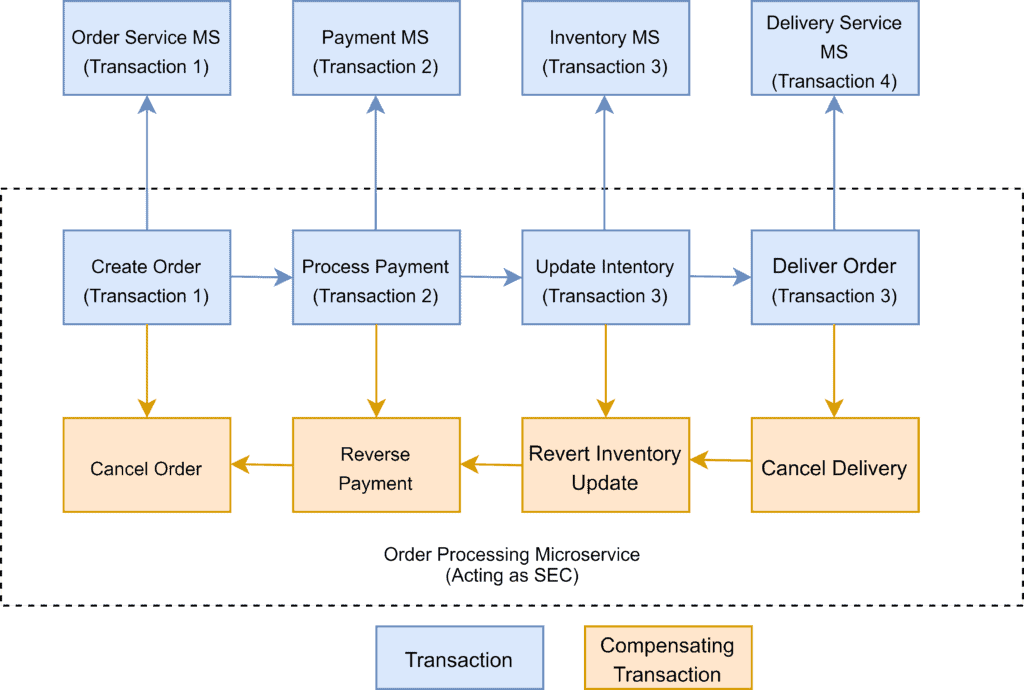 Order Service MS
(Transaction 1)
Payment MS
(Transaction 2)
Inventory MS
(Transaction 3)
Delivery Service
MS
(Transaction 4)
Create Order
(Transaction 1)
Process Payment
(Transaction 2)
Update Intentory
(Transaction 3)
Deliver Order
(Transaction 3)
Cancel Order
Reverse
Payment
Revert Inventory
Update
Cancel Delivery
Order Processing Microservice
(Acting as SEC)
Transaction
Compensating
Transaction